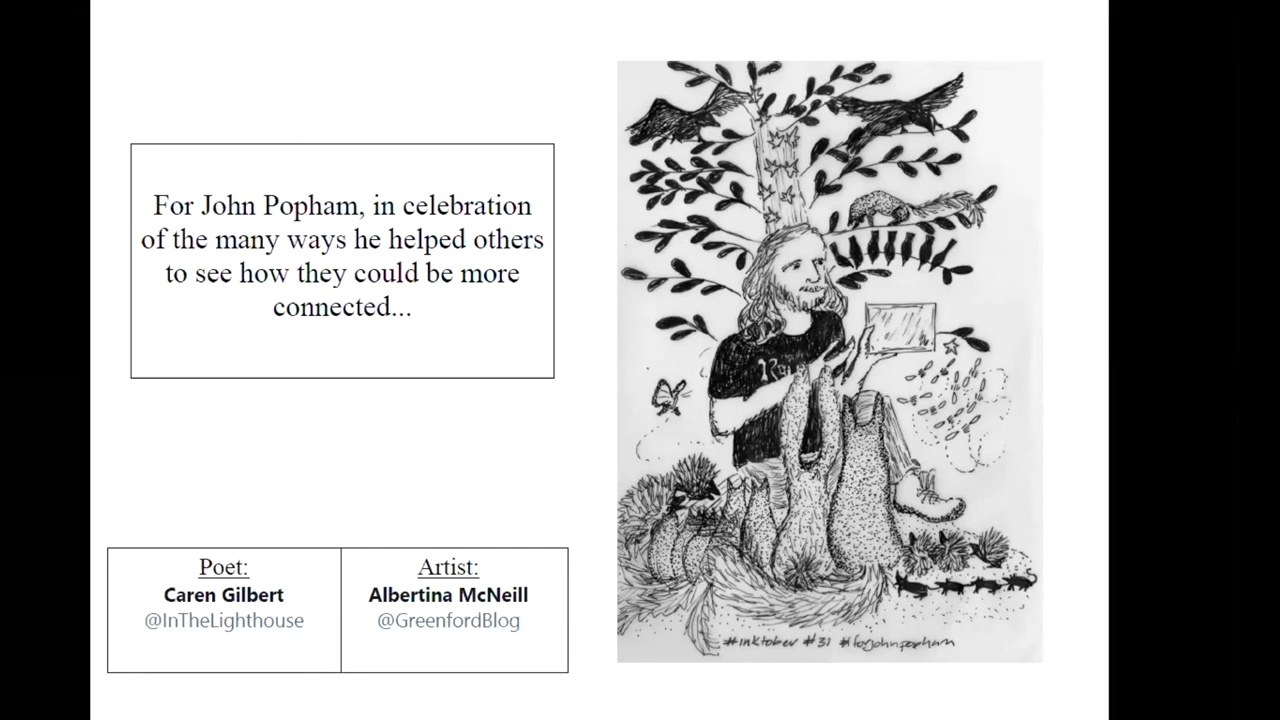 For John Popham, in celebration
of the many ways he helped others
to see how they could be more
connected...
Poet:
Caren Gilbert
@InTheLighthouse
Artist:
Albertina McNeill
@GreenfordBlog
#inktober #31 #forjohnpopham